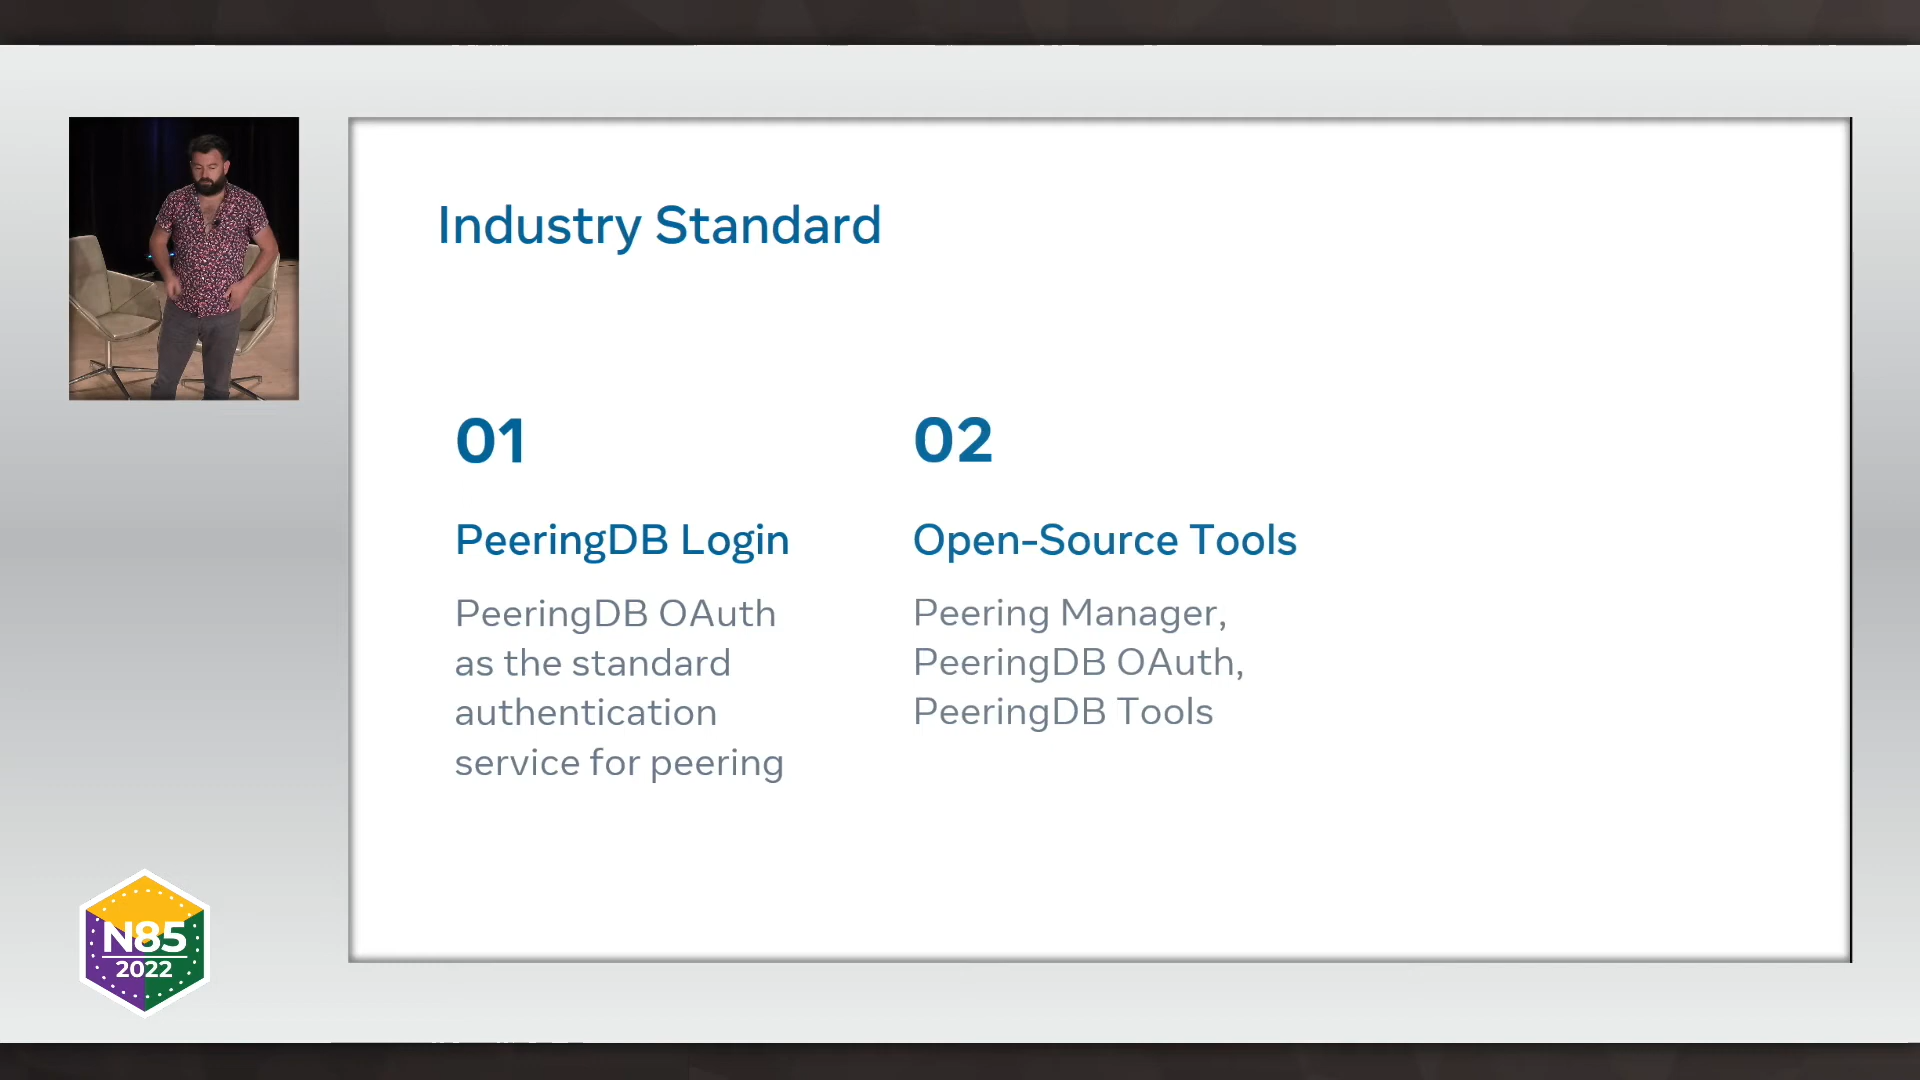 Industry Standard
01
PeeringDB Login
PeeringDB OAuth
as the standard
authentication
service for peering
02
Open-Source Tools
Peering Manager,
PeeringDB OAuth,
PeeringDB Tools
N85
2022